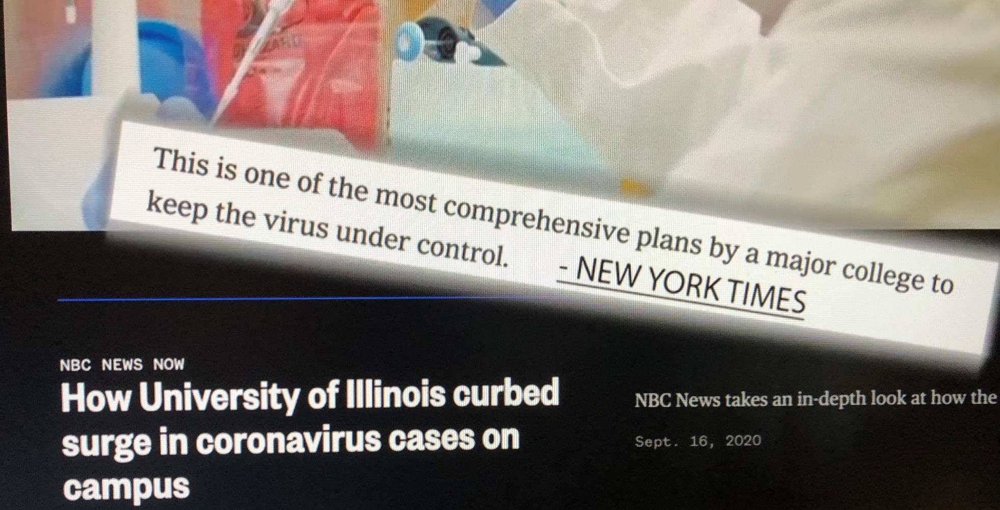 This is one of the most comprehensive plans by a major college to
keep the virus under control. - NEW YORK TIMES
NBC NEWS NOW
How University of Illinois curbed
surge in coronavirus cases on
campus
NBC News takes an in-depth look at how the
Sept. 16, 2020